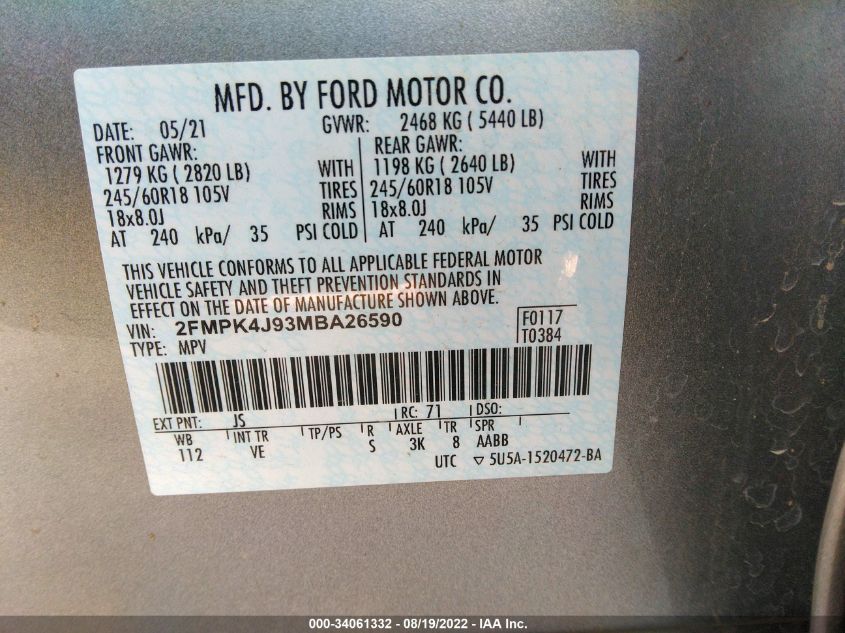 MFD. BY FORD MOTOR CO.
DATE: 05/21 GVWR: 2468 KG ( 5440 LB)
FRONT GAWR: REAR GAWR:
1279 KG ( 2820 LB) WITH 1198 KG ( 2640 LB) WITH
245/60R18 105V TIRES 245/60R18 105V TIRES
18x8.0J RIMS 18x8.0J RIMS
AT 240 kPa/ 35 PSI COLD AT 240 kPa/ 35 PSI COLD
THIS VEHICLE CONFORMS TO ALL APPLICABLE FEDERAL MOTOR
VEHICLE SAFETY AND THEFT PREVENTION STANDARDS IN
EFFECT ON THE DATE OF MANUFACTURE SHOWN ABOVE.
VIN: 2FMPK4J93MBA26590 F0117
TYPE: MPV T0384
EXT PNT: JS RC: 71 DSO:
WB INT TR TP/PS R AXLE TR SPR
112 VE S 3K 8 AABB
UTC ▽ 5U5A-1520472-BA
000-34061332 - 08/19/2022 - IAA Inc.